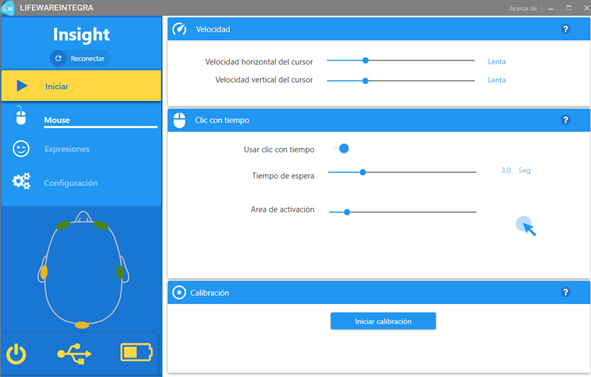 Lw LIFEWAREINTEGRA Acerca de
Insight
Reconectar
Iniciar
Mouse
Expresiones
Configuración
Velocidad ?
Velocidad horizontal del cursor Lenta
Velocidad vertical del cursor Lenta
Clic con tiempo ?
Usar clic con tiempo
Tiempo de espera 3.0 Seg
Area de activación
Calibración ?
Iniciar calibración